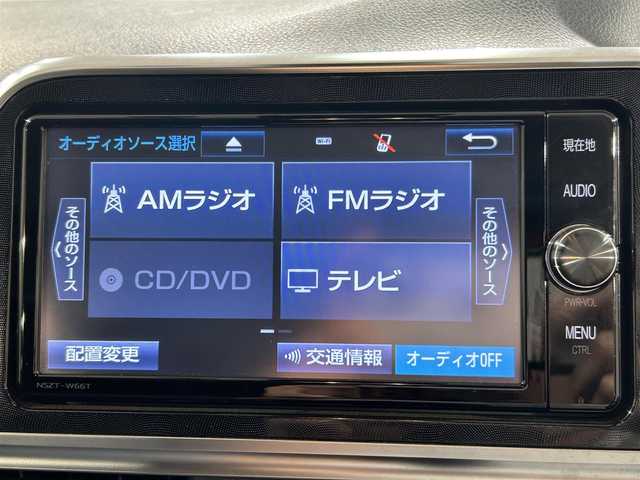 オーディオソース選択
Wi-Fi
現在地
AMラジオ
FMラジオ
AUDIO
その他のソース
その他のソース
CD/DVD
テレビ
PWR•VOL
MENU
CTRL
配置変更
交通情報
オーディオOFF
NSZT-W66T